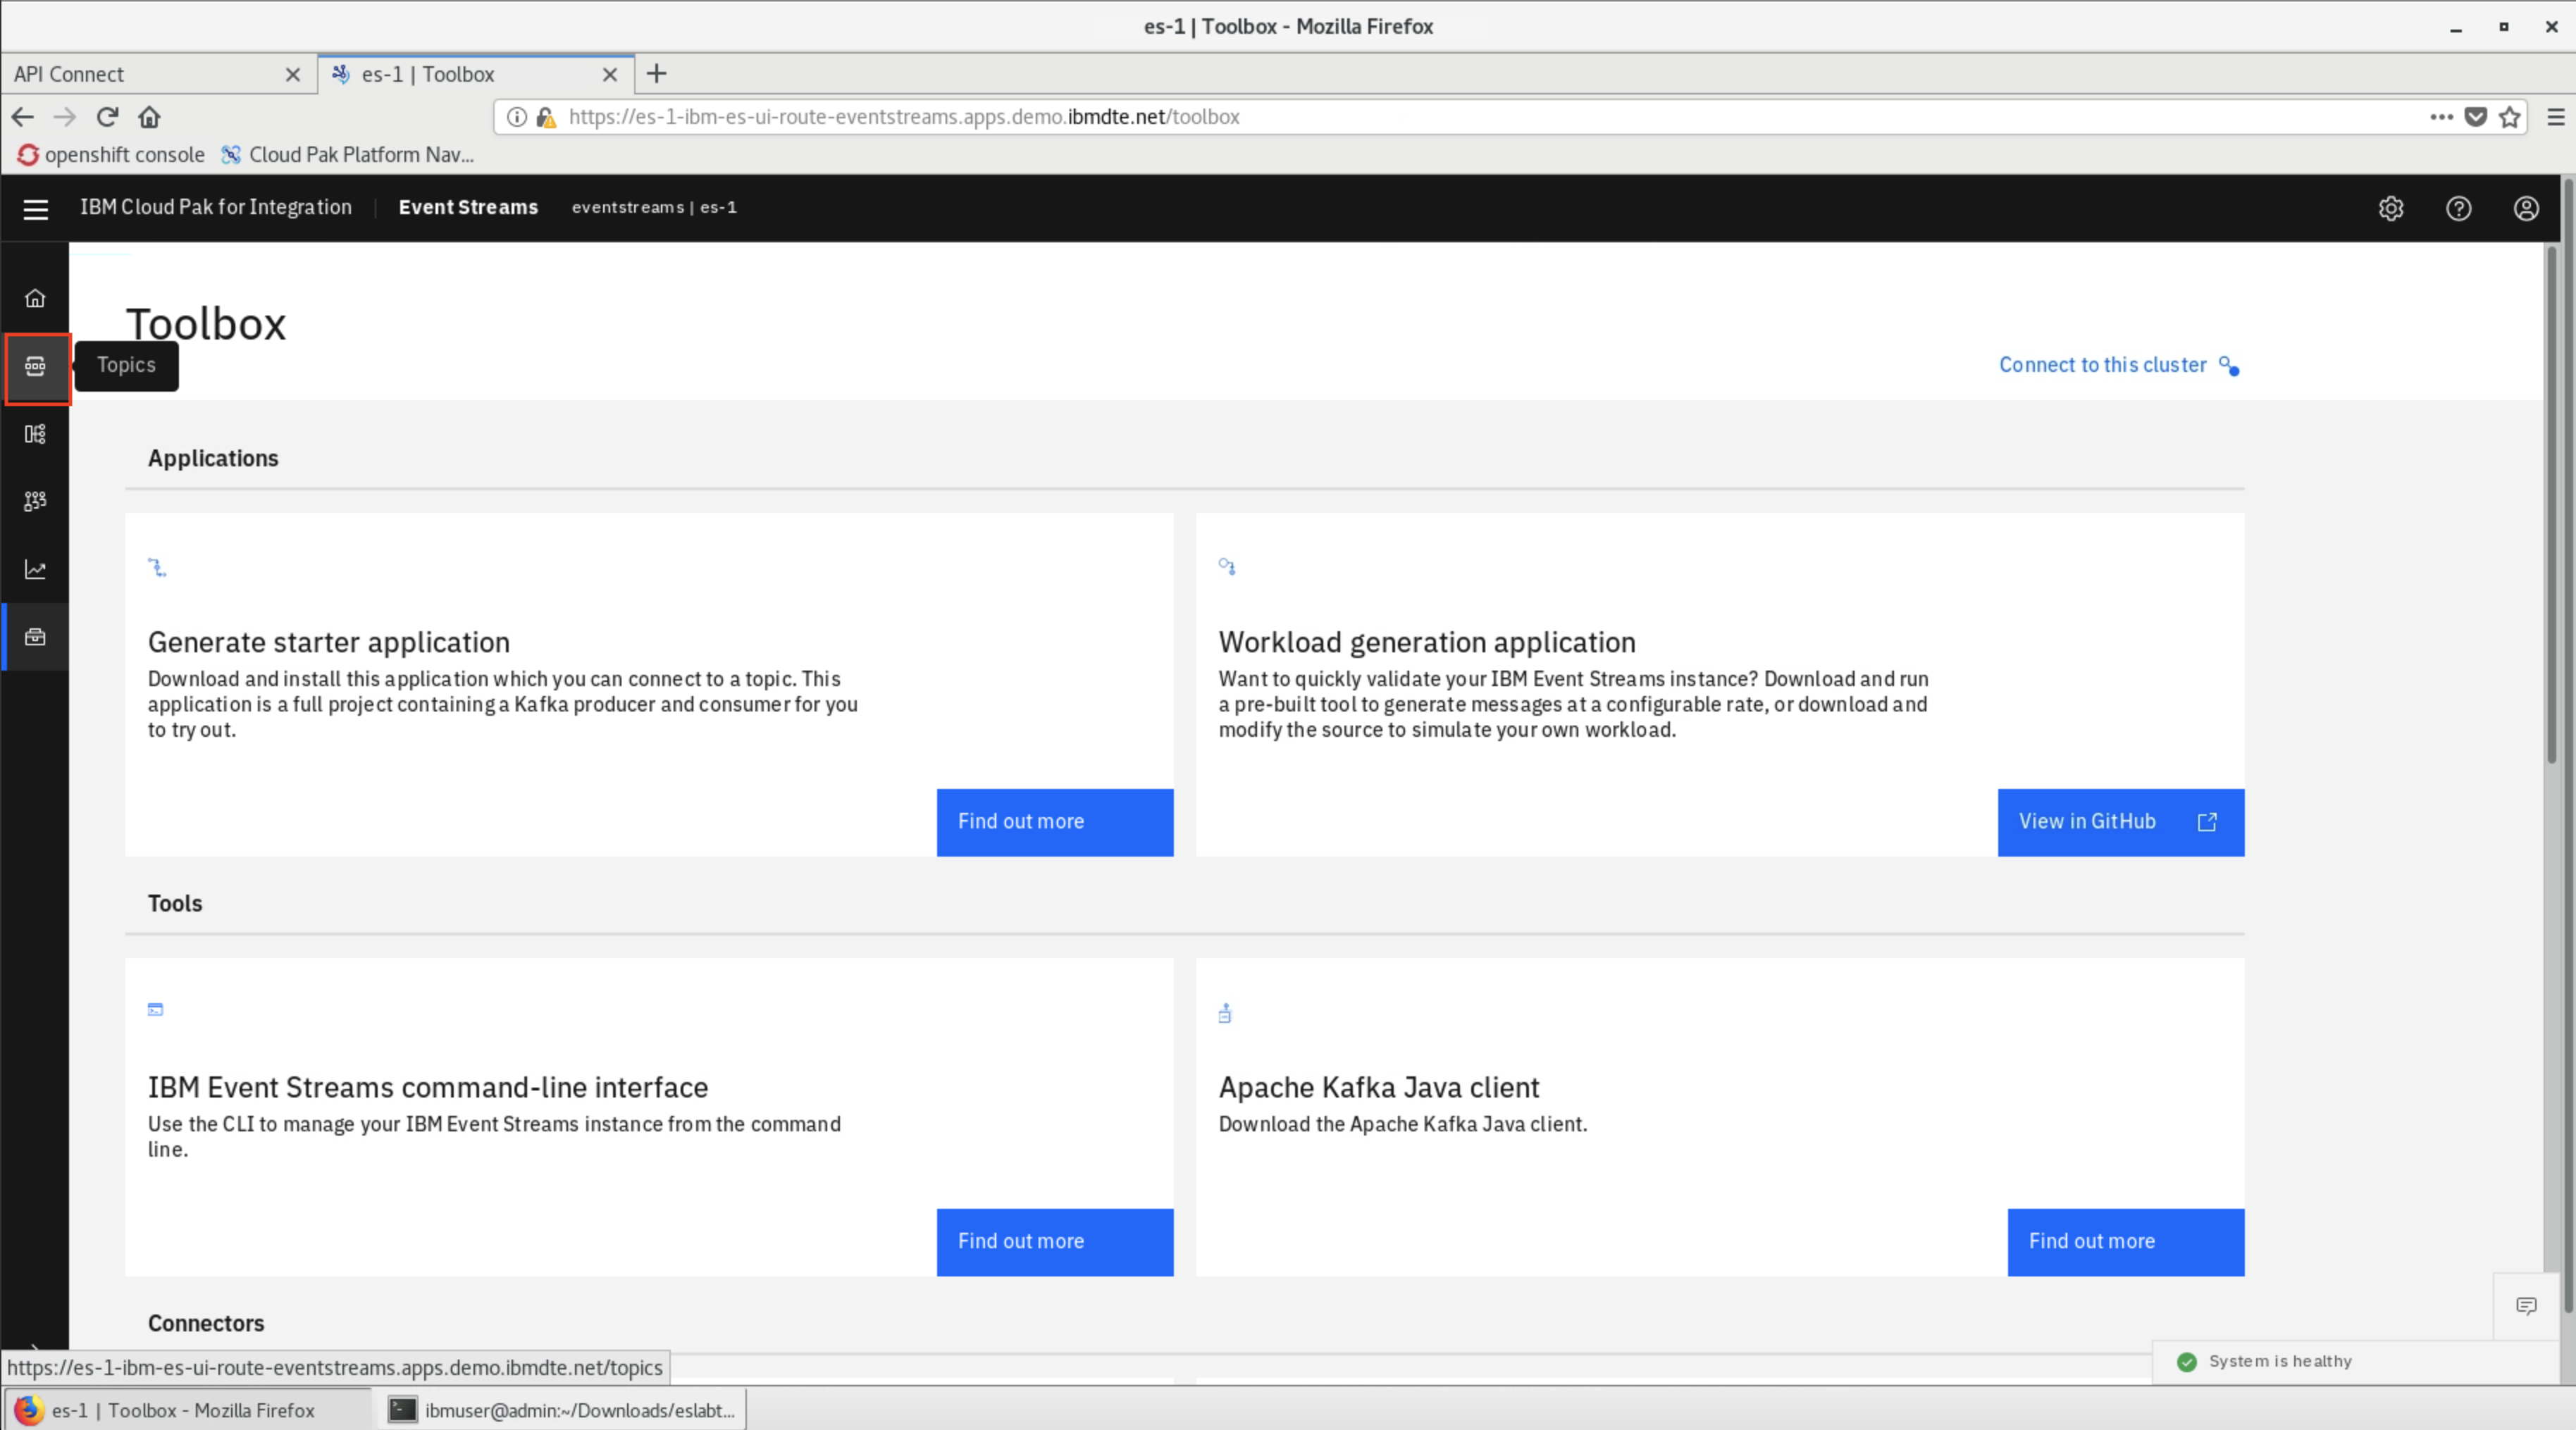 es-1 | Toolbox - Mozilla Firefox
API Connect
es-1 | Toolbox
https://es-1-ibm-es-ui-route-eventstreams.apps.demo.ibmdte.net/toolbox
openshift console
Cloud Pak Platform Nav...
IBM Cloud Pak for Integration
Event Streams
eventstreams | es-1
Toolbox
Topics
Connect to this cluster
Applications
Generate starter application
Download and install this application which you can connect to a topic. This
application is a full project containing a Kafka producer and consumer for you
to try out.
Find out more
Workload generation application
Want to quickly validate your IBM Event Streams instance? Download and run
a pre-built tool to generate messages at a configurable rate, or download and
modify the source to simulate your own workload.
View in GitHub
Tools
IBM Event Streams command-line interface
Use the CLI to manage your IBM Event Streams instance from the command
line.
Find out more
Apache Kafka Java client
Download the Apache Kafka Java client.
Find out more
Connectors
https://es-1-ibm-es-ui-route-eventstreams.apps.demo.ibmdte.net/topics
System is healthy
es-1 | Toolbox - Mozilla Firefox
ibmuser@admin:~/Downloads/eslabt...